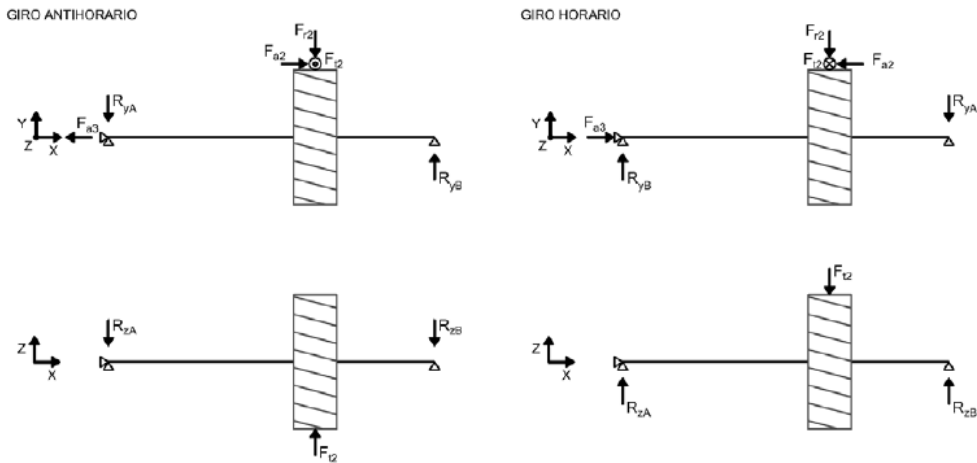 GIRO ANTIHORARIO
GIRO HORARIO
Fr2
Fa2
Ft2
RyA
Fa3
Y
Z
X
RyB
Fr2
Ft2
Fa2
RyA
Fa3
Y
Z
X
RyB
RzA
RzB
Z
X
Ft2
Ft2
Z
X
RzA
RzB